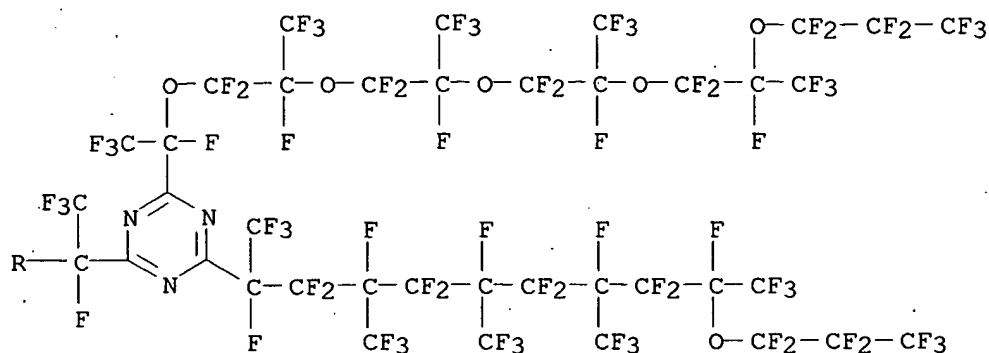 CF3 CF3 CF3 O—CF2—CF2—CF3
O—CF2—C—O—CF2—C—O—CF2—C—O—CF2—C—CF3
F3C—C—F F F F F
F3C N N CF3 F F F F
R—C
N C—CF2—C—CF2—C—CF2—C—CF2—C—CF3
F F CF3 CF3 CF3 O—CF2—CF2—CF3